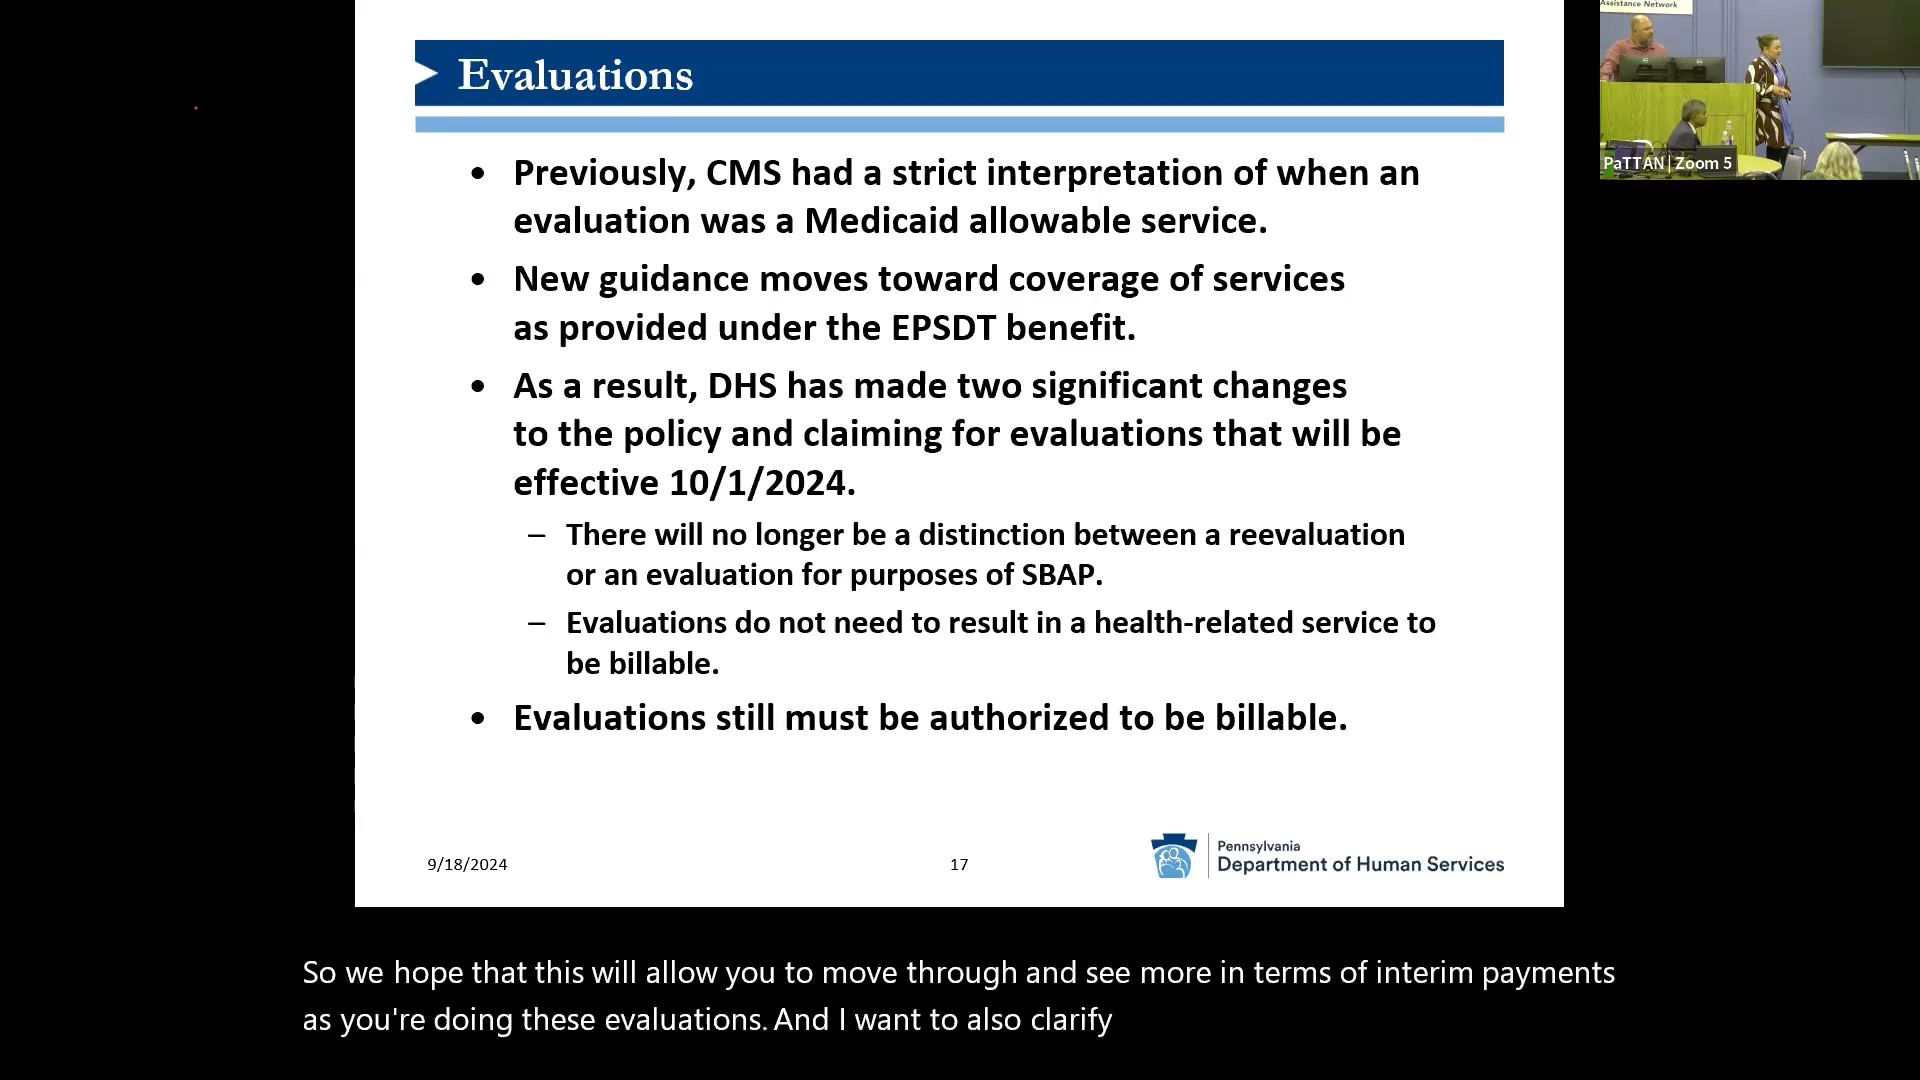 Assistance Network
Evaluations
• Previously, CMS had a strict interpretation of when an
evaluation was a Medicaid allowable service.
• New guidance moves toward coverage of services
as provided under the EPSDT benefit.
• As a result, DHS has made two significant changes
to the policy and claiming for evaluations that will be
effective 10/1/2024.
– There will no longer be a distinction between a reevaluation
or an evaluation for purposes of SBAP.
– Evaluations do not need to result in a health-related service to
be billable.
• Evaluations still must be authorized to be billable.
PaTTAN | Zoom 5
9/18/2024
17
Pennsylvania
Department of Human Services
So we hope that this will allow you to move through and see more in terms of interim payments
as you're doing these evaluations. And I want to also clarify